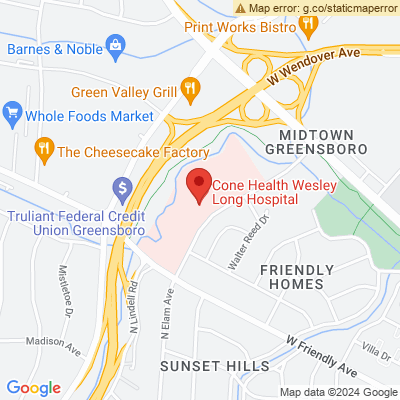 Map error: g.co/staticmaperror
Print Works Bistro
Barnes & Noble
W Wendover Ave
Green Valley Grill
Whole Foods Market
MIDTOWN
GREENSBORO
The Cheesecake Factory
Cone Health Wesley
Long Hospital
Truliant Federal Credit
Union Greensboro
Walter Reed Dr.
FRIENDLY
HOMES
Mistletoe Dr.
N Lindell Rd
N Elam Ave
Madison Ave
W Friendly Ave
Villa Dr
SUNSET HILLS
Google
Map data ©2024 Google